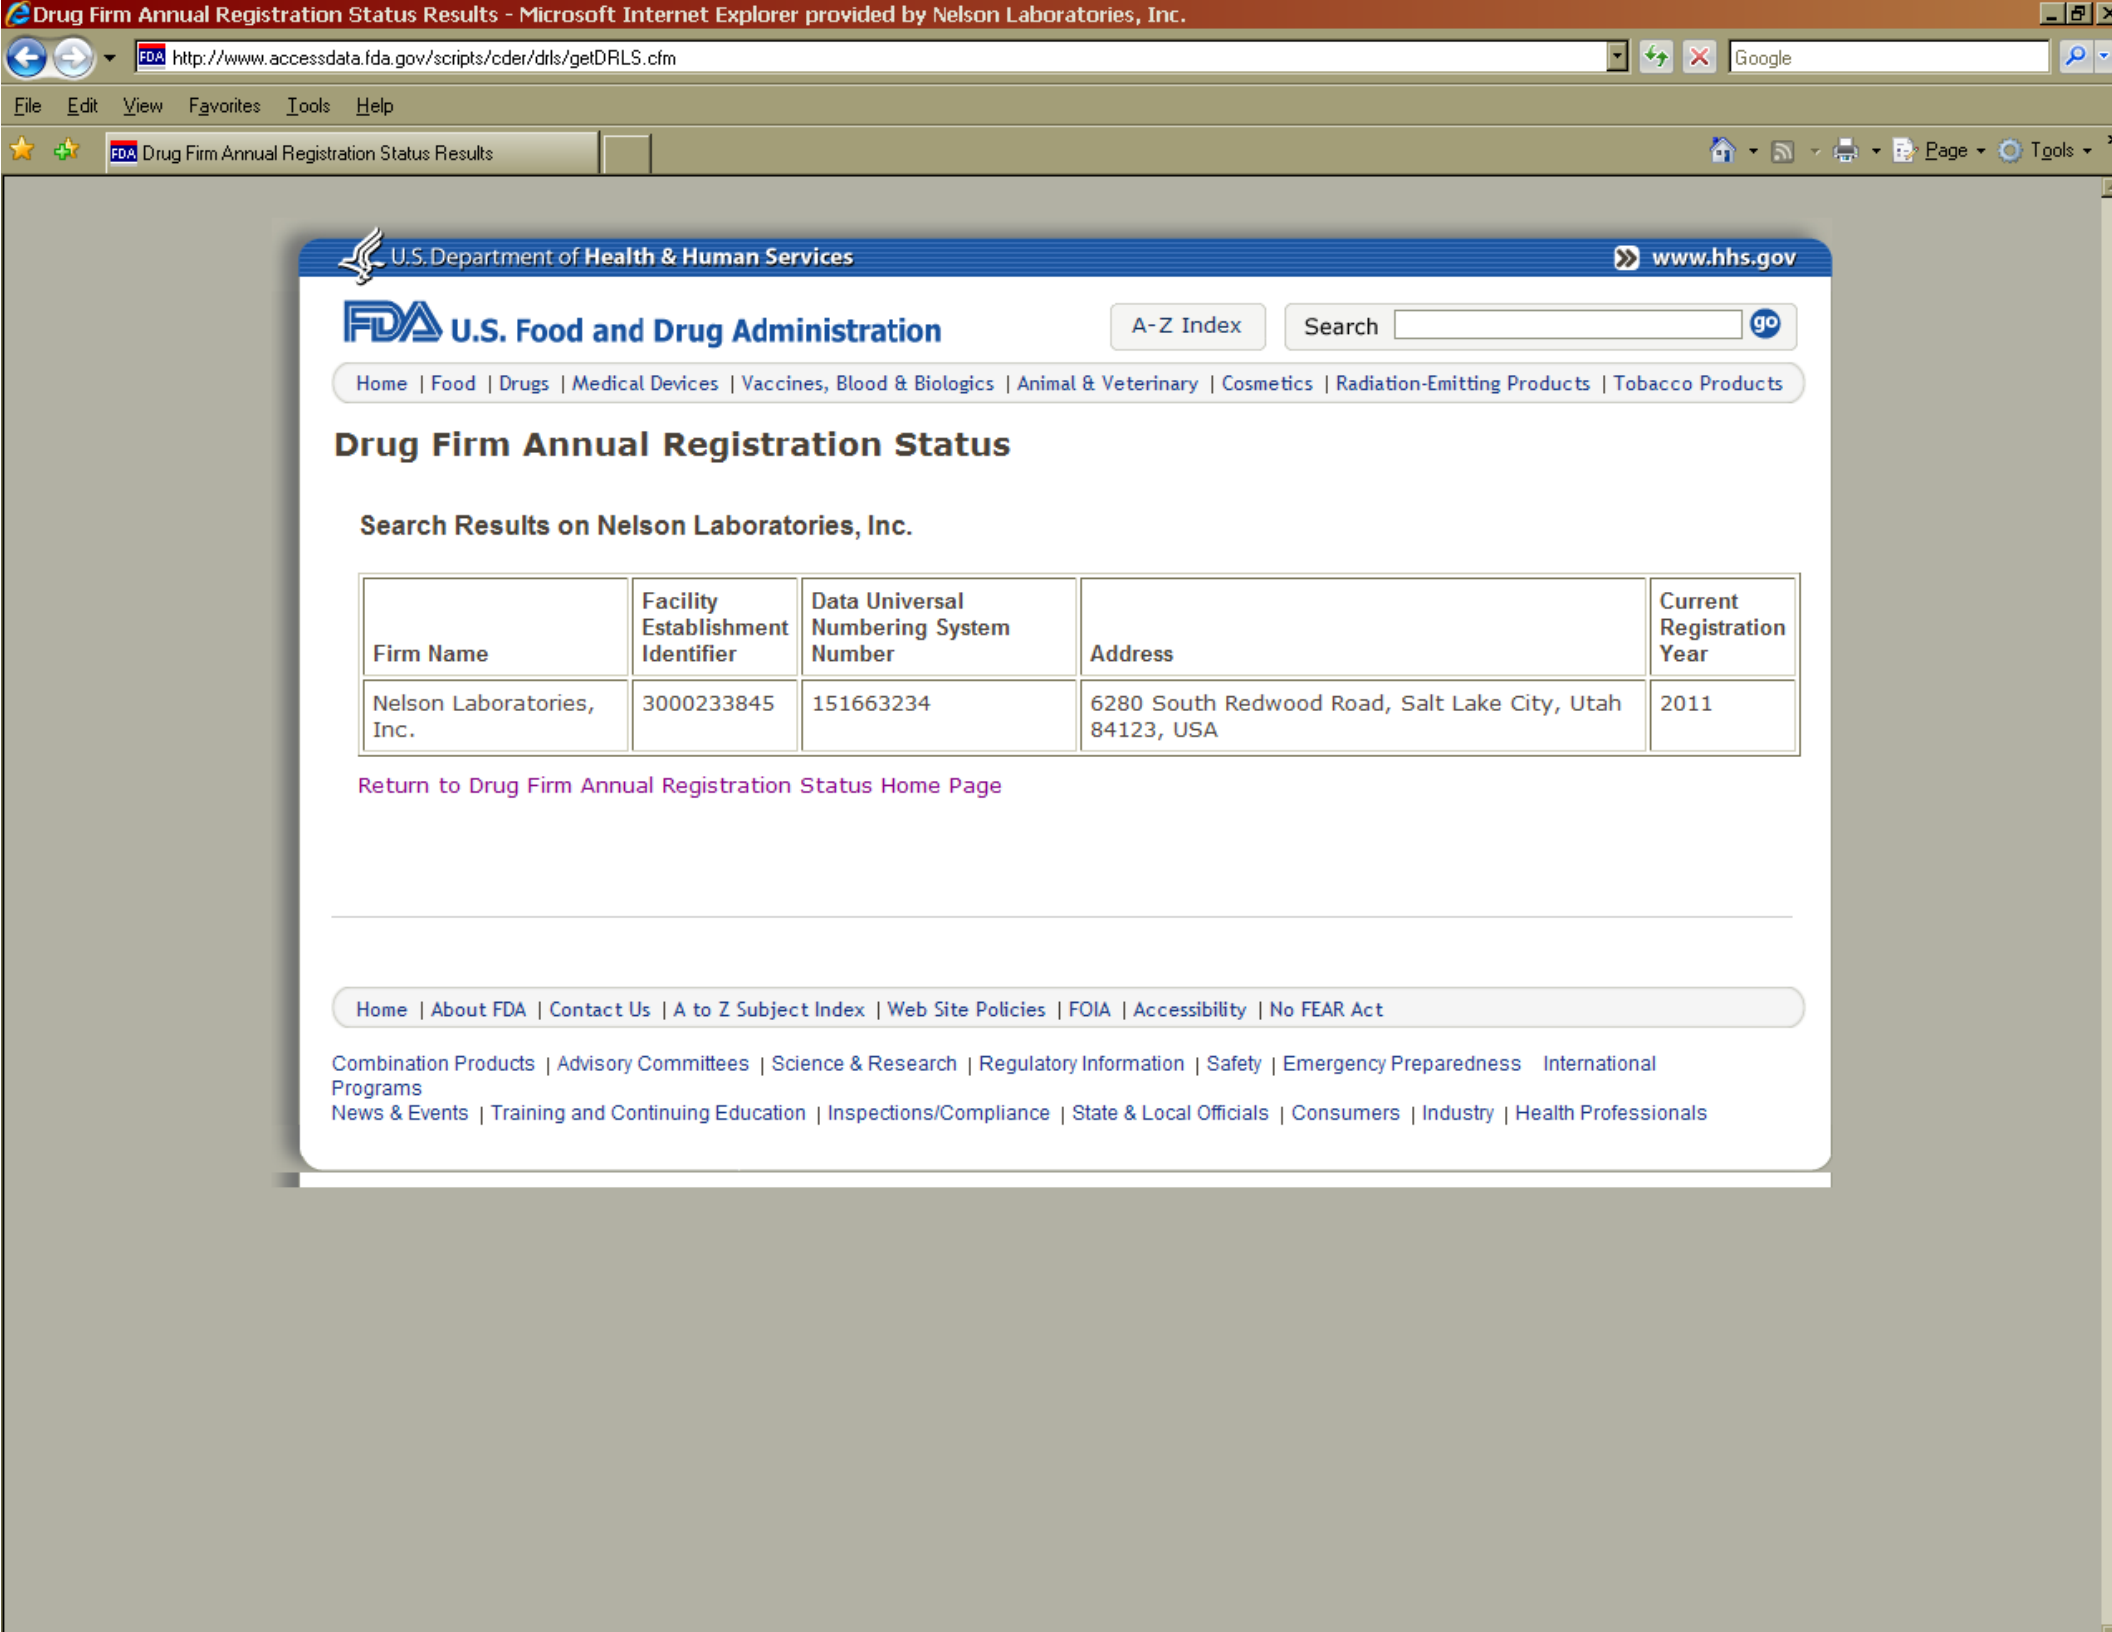 Drug Firm Annual Registration Status Results - Microsoft Internet Explorer provided by Nelson Laboratories, Inc.
FDA http://www.accessdata.fda.gov/scripts/cder/drls/getDRLS.cfm Google
File Edit View Favorites Tools Help
FDA Drug Firm Annual Registration Status Results Page Tools
U.S. Department of Health & Human Services www.hhs.gov
FDA U.S. Food and Drug Administration A-Z Index Search go
Home | Food | Drugs | Medical Devices | Vaccines, Blood & Biologics | Animal & Veterinary | Cosmetics | Radiation-Emitting Products | Tobacco Products
Drug Firm Annual Registration Status
Search Results on Nelson Laboratories, Inc.
Firm Name
Facility
Establishment
Identifier
Data Universal
Numbering System
Number
Address
Current
Registration
Year
Nelson Laboratories,
Inc.
3000233845
151663234
6280 South Redwood Road, Salt Lake City, Utah
84123, USA
2011
Return to Drug Firm Annual Registration Status Home Page
Home | About FDA | Contact Us | A to Z Subject Index | Web Site Policies | FOIA | Accessibility | No FEAR Act
Combination Products | Advisory Committees | Science & Research | Regulatory Information | Safety | Emergency Preparedness International
Programs
News & Events | Training and Continuing Education | Inspections/Compliance | State & Local Officials | Consumers | Industry | Health Professionals